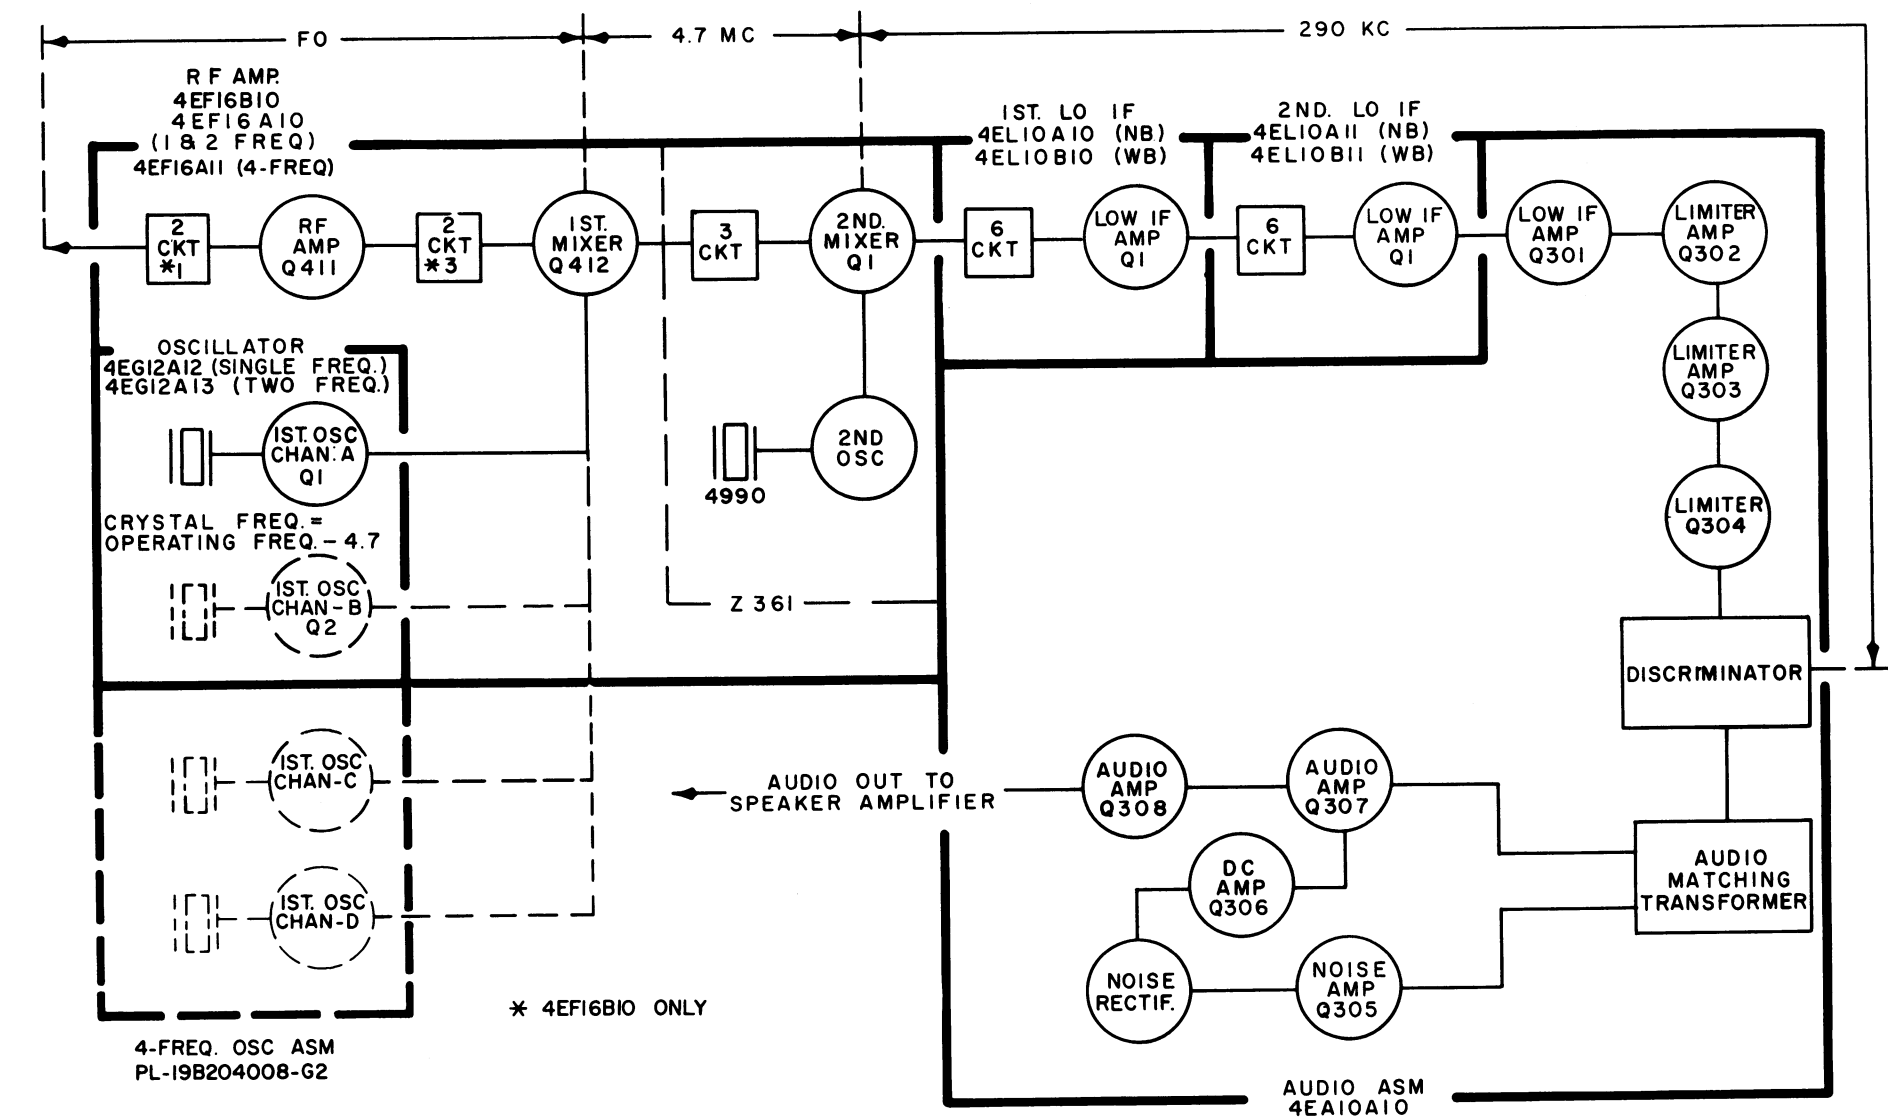 FO
4.7 MC
290 KC
RF AMP.
4EF16B10
4EF16A10
(1 & 2 FREQ)
4EF16A11 (4-FREQ)
1ST. LO IF
4EL10A10 (NB)
4EL10B10 (WB)
2ND. LO IF
4EL10A11 (NB)
4EL10B11 (WB)
2
CKT
*1
RF
AMP
Q411
2
CKT
*3
1ST.
MIXER
Q412
3
CKT
2ND.
MIXER
Q1
6
CKT
LOW IF
AMP
Q1
6
CKT
LOW IF
AMP
Q1
LOW IF
AMP
Q301
LIMITER
AMP
Q302
LIMITER
AMP
Q303
LIMITER
Q304
OSCILLATOR
4EG12A12 (SINGLE FREQ.)
4EG12A13 (TWO FREQ.)
1ST. OSC
CHAN. A
Q1
2ND
OSC
4990
CRYSTAL FREQ. =
OPERATING FREQ. - 4.7
1ST. OSC
CHAN-B
Q2
Z 361
DISCRIMINATOR
1ST. OSC
CHAN-C
AUDIO OUT TO
SPEAKER AMPLIFIER
AUDIO
AMP
Q308
AUDIO
AMP
Q307
DC
AMP
Q306
AUDIO
MATCHING
TRANSFORMER
1ST. OSC
CHAN-D
NOISE
RECTIF.
NOISE
AMP
Q305
* 4EF16B10 ONLY
4-FREQ. OSC ASM
PL-19B204008-G2
AUDIO ASM
4EA10A10